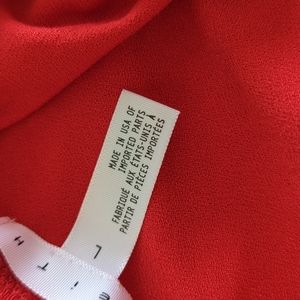 MADE IN USA OF
IMPORTED PARTS
FABRIQUÉ AUX ÉTATS-UNIS À
PARTIR DE PIÈCES IMPORTÉES
L
m i T H